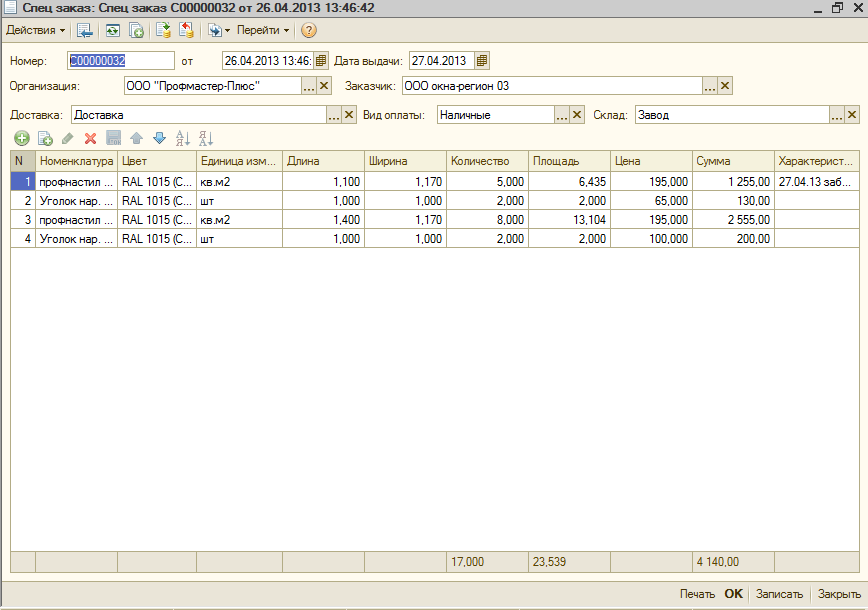 Спец заказ: Спец заказ С00000032 от 26.04.2013 13:46:42
Действия Перейти
Номер: С00000032 от 26.04.2013 13:46: Дата выдачи: 27.04.2013
Организация: ООО "Профмастер-Плюс" ... Заказчик: ООО окна-регион 03 ...
Доставка: Доставка ... Вид оплаты: Наличные ... Склад: Завод ...
N Номенклатура Цвет Единица изм... Длина Ширина Количество Площадь Цена Сумма Характерист...
1 профнастил ... RAL 1015 (С... кв.м2 1,100 1,170 5,000 6,435 195,000 1 255,00 27.04.13 заб...
2 Уголок нар. ... RAL 1015 (С... шт 1,000 1,000 2,000 2,000 65,000 130,00
3 профнастил ... RAL 1015 (С... кв.м2 1,400 1,170 8,000 13,104 195,000 2 555,00
4 Уголок нар. ... RAL 1015 (С... шт 1,000 1,000 2,000 2,000 100,000 200,00
17,000 23,539 4 140,00
Печать OK Записать Закрыть